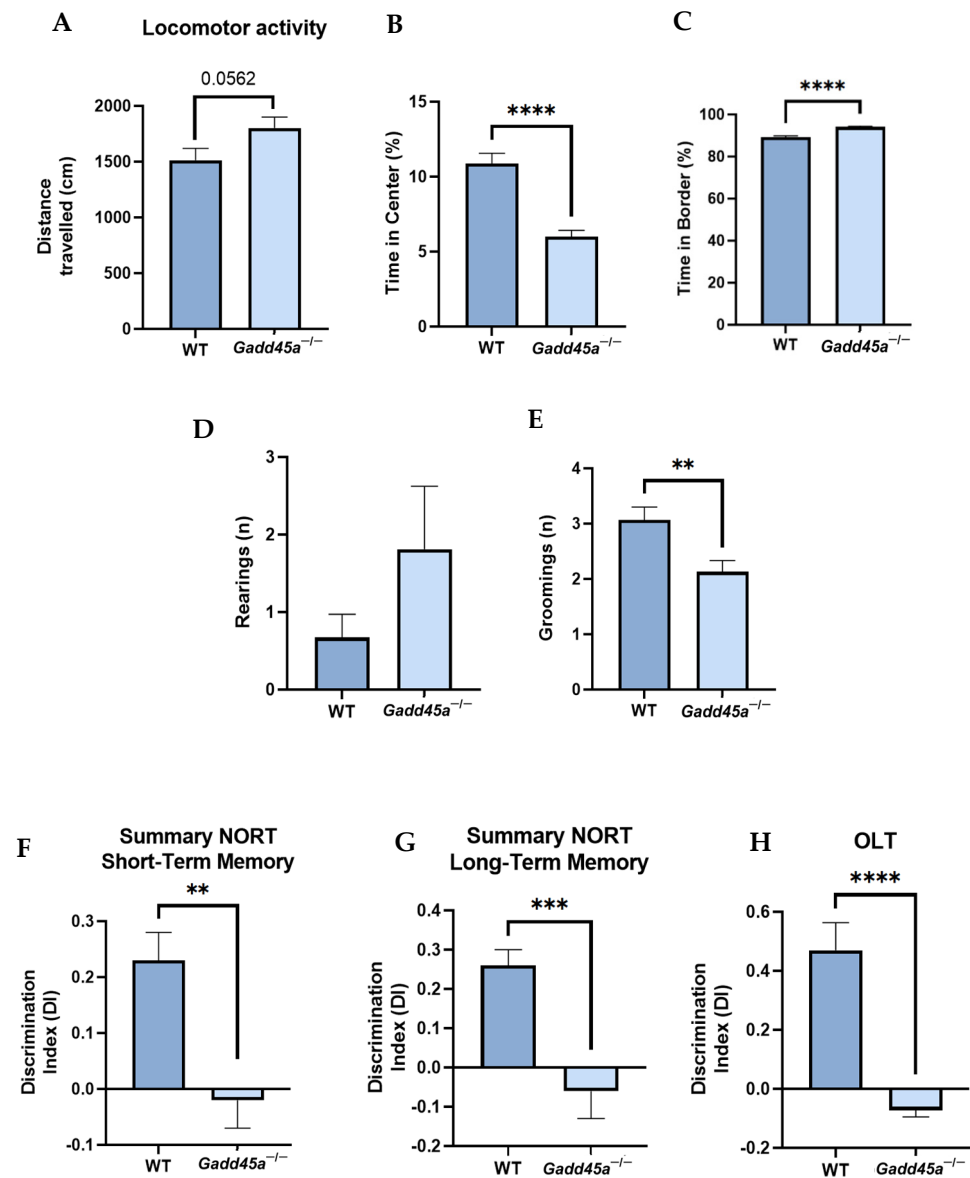 A
Locomotor activity
0.0562
2000
1500
1000
500
0
Distance
travelled (cm)
WT
Gadd45a⁻/⁻
B
****
15
10
5
0
Time in Center (%)
WT
Gadd45a⁻/⁻
C
****
100
80
60
40
20
0
Time in Border (%)
WT
Gadd45a⁻/⁻
D
3
2
1
0
Rearings (n)
WT
Gadd45a⁻/⁻
E
**
4
3
2
1
0
Groomings (n)
WT
Gadd45a⁻/⁻
F
Summary NORT
Short-Term Memory
**
0.3
0.2
0.1
0.0
-0.1
Discrimination
Index (DI)
WT
Gadd45a⁻/⁻
G
Summary NORT
Long-Term Memory
***
0.4
0.3
0.2
0.1
0.0
-0.1
-0.2
Discrimination
Index (DI)
WT
Gadd45a⁻/⁻
H
OLT
****
0.6
0.4
0.2
0.0
-0.2
Discrimination
Index (DI)
WT
Gadd45a⁻/⁻